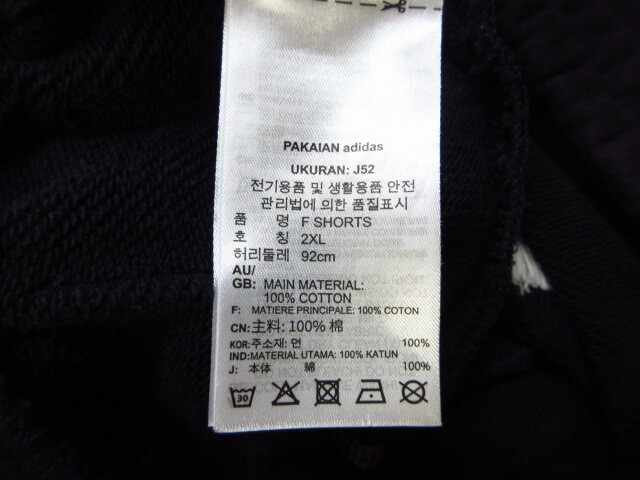 PAKAIAN adidas
UKURAN: J52
전기용품 및 생활용품 안전
관리법에 의한 품질표시
품 명 F SHORTS
호 칭 2XL
허리둘레 92cm
AU/
GB: MAIN MATERIAL:
100% COTTON
F: MATIERE PRINCIPALE: 100% COTON
CN: 主料: 100% 棉
KOR: 주소재: 면 100%
IND: MATERIAL UTAMA: 100% KATUN
J: 本体 綿 100%
30